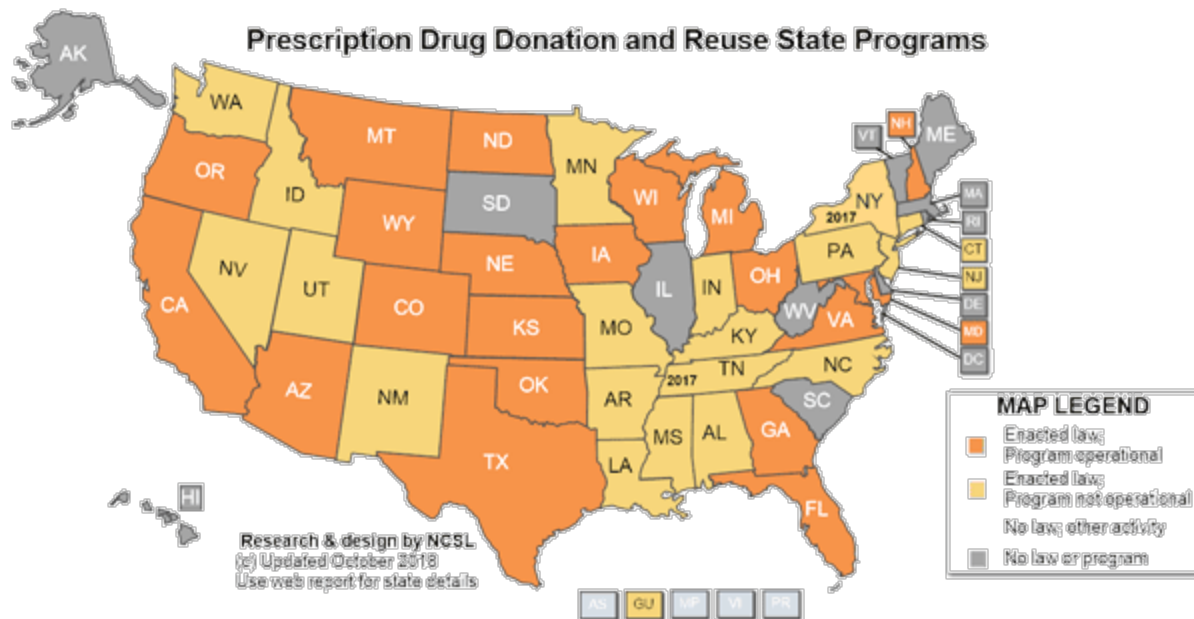 Prescription Drug Donation and Reuse State Programs
AK
WA
MT
ND
MN
VT
NH
ME
OR
ID
WY
SD
WI
MI
NY
2017
MA
RI
CT
NJ
DE
MD
DC
NV
UT
CO
NE
IA
IL
IN
OH
PA
WV
VA
CA
KS
MO
KY
AZ
NM
OK
AR
TN
2017
NC
SC
TX
LA
MS
AL
GA
FL
HI
MAP LEGEND
Enacted law;
Program operational
Enacted law;
Program not operational
No law; other activity
No law or program
Research & design by NCSL
(c) Updated October 2018
Use web report for state details
AS
GU
MP
VI
PR